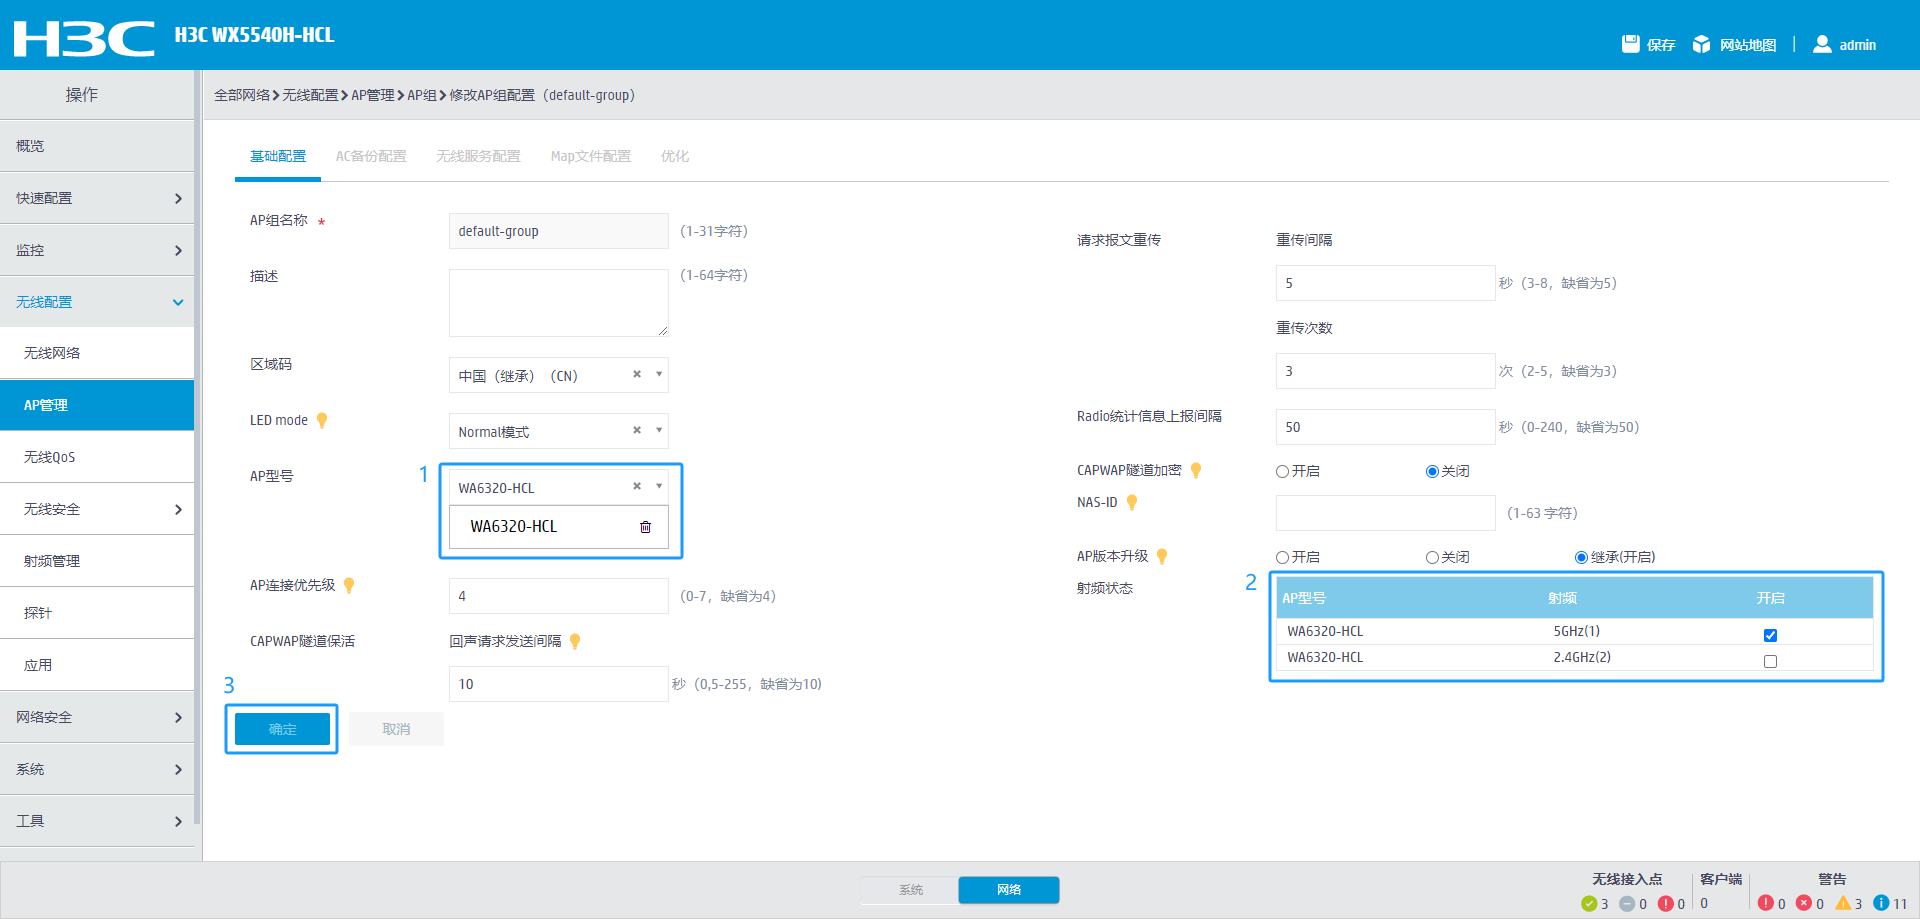 H3C
H3C WX5540H-HCL
保存
网站地图
admin
操作
概览
快速配置
监控
无线配置
无线网络
AP管理
无线QoS
无线安全
射频管理
探针
应用
网络安全
系统
工具
全部网络 > 无线配置 > AP管理 > AP组 > 修改AP组配置（default-group）
基础配置 AC备份配置 无线服务配置 Map文件配置 优化
AP组名称 *
default-group
(1-31字符)
描述
(1-64字符)
区域码
中国（继承）（CN）
LED mode
Normal模式
1
AP型号
WA6320-HCL
WA6320-HCL
AP连接优先级
4
(0-7，缺省为4)
CAPWAP隧道保活
回声请求发送间隔
10
秒（0,5-255，缺省为10)
3
确定
取消
请求报文重传
重传间隔
5
秒（3-8，缺省为5）
重传次数
3
次（2-5，缺省为3）
Radio统计信息上报间隔
50
秒（0-240，缺省为50）
CAPWAP隧道加密
开启 关闭
NAS-ID
(1-63 字符)
AP版本升级
开启 关闭 继承(开启)
射频状态
2
AP型号 射频 开启
WA6320-HCL 5GHz(1)
WA6320-HCL 2.4GHz(2)
系统
网络
无线接入点 客户端 警告
3 0 0 0 0 0 3 11